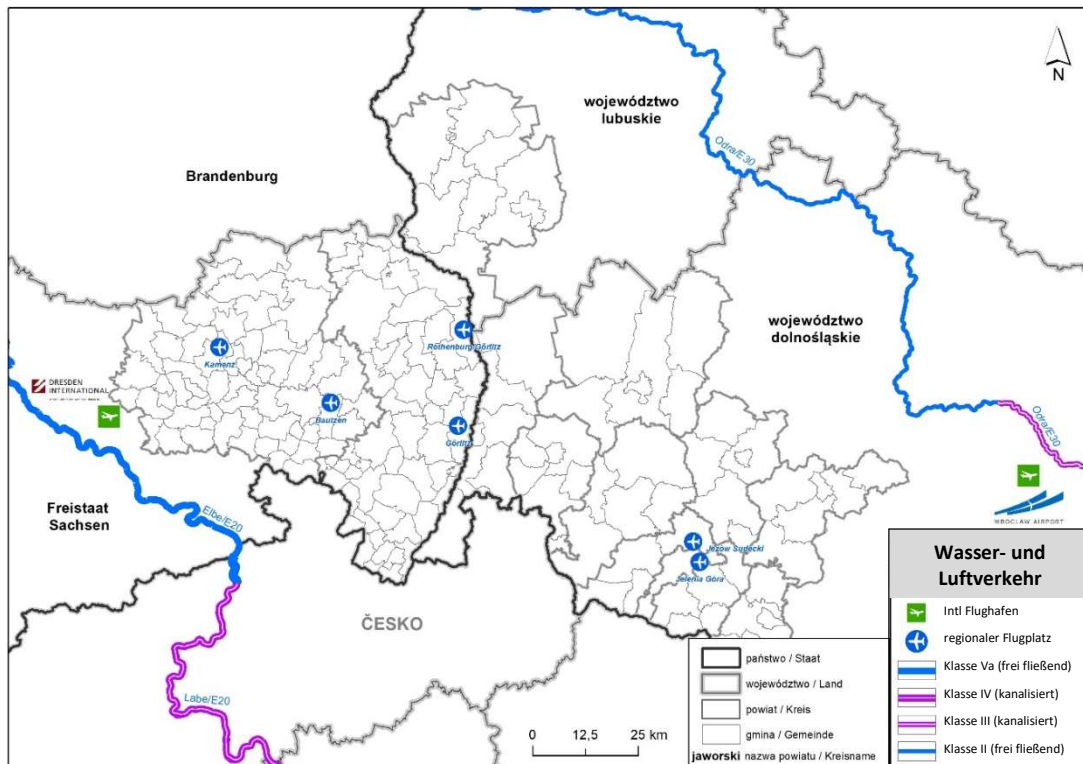 N
województwo
lubuskie
Odra/E30
Brandenburg
województwo
dolnośląskie
Rothenburg/Görlitz
Kamenz
DRESDEN
INTERNATIONAL
Bautzen
Görlitz
Odra/E30
Freistaat
Sachsen
Elbe/E20
WROCLAW AIRPORT
Jeżów Sudecki
Jelenia Góra
ČESKO
Labe/E20
0 12,5 25 km
państwo / Staat
województwo / Land
powiat / Kreis
gmina / Gemeinde
jaworski nazwa powiatu / Kreisname
Wasser- und
Luftverkehr
Intl Flughafen
regionaler Flugplatz
Klasse Va (frei fließend)
Klasse IV (kanalisiert)
Klasse III (kanalisiert)
Klasse II (frei fließend)